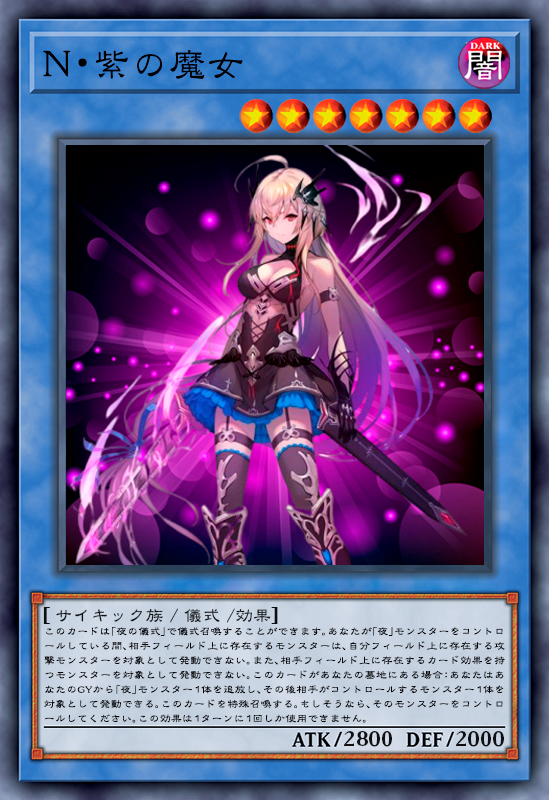 N・紫の魔女
DARK
闇
[サイキック族 / 儀式 /効果]
このカードは「夜の儀式」で儀式召喚することができます。あなたが「夜」モンスターをコントロ
ールしている間、相手フィールド上に存在するモンスターは、自分フィールド上に存在する攻
撃モンスターを対象として発動できない。また、相手フィールド上に存在するカード効果を持
つモンスターを対象として発動できない。このカードがあなたの墓地にある場合:あなたはあ
なたのGYから「夜」モンスター1体を追放し、その後相手がコントロールするモンスター1体を
対象として発動できる。このカードを特殊召喚する。もしそうなら、そのモンスターをコントロ
ールしてください。この効果は1ターンに1回しか使用できません。
ATK/2800 DEF/2000